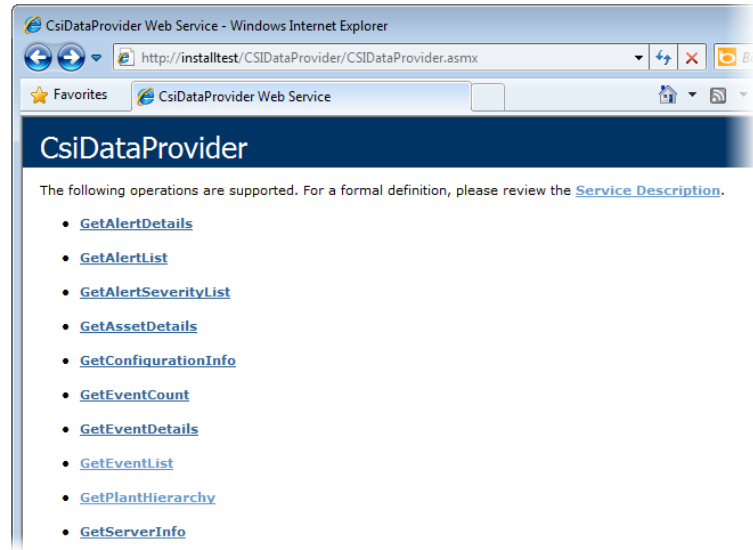 CsiDataProvider Web Service - Windows Internet Explorer
http://installtest/CSIDataProvider/CSIDataProvider.asmx
Favorites CsiDataProvider Web Service
CsiDataProvider
The following operations are supported. For a formal definition, please review the Service Description.
• GetAlertDetails
• GetAlertList
• GetAlertSeverityList
• GetAssetDetails
• GetConfigurationInfo
• GetEventCount
• GetEventDetails
• GetEventList
• GetPlantHierarchy
• GetServerInfo